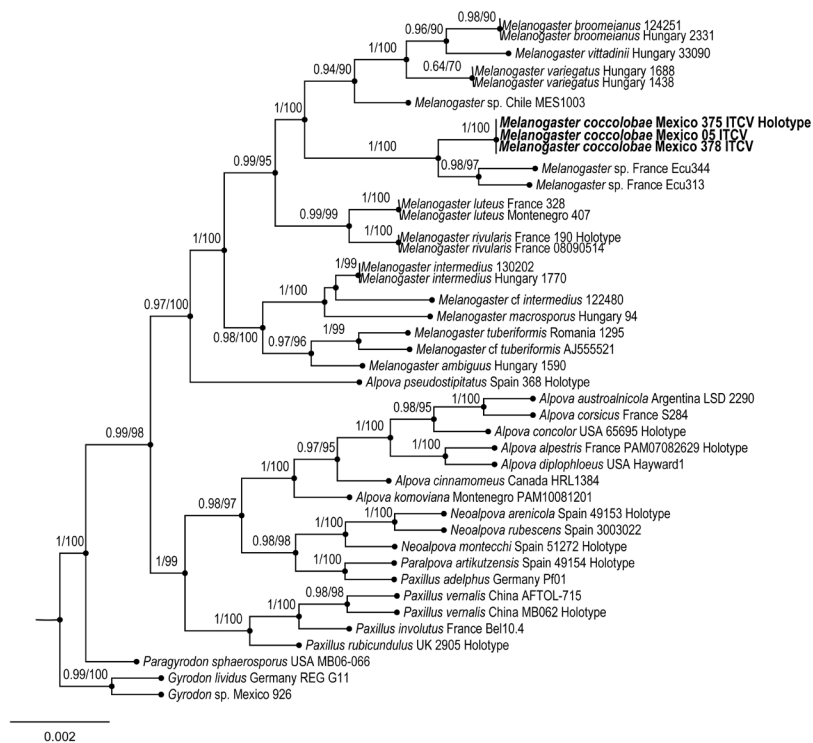 0.98/90
Melanogaster broomeianus 124251
0.96/90
Melanogaster broomeianus Hungary 2331
1/100
Melanogaster vittadinii Hungary 33090
0.94/90
0.64/70
Melanogaster variegatus Hungary 1688
Melanogaster variegatus Hungary 1438
1/100
Melanogaster sp. Chile MES1003
1/100
Melanogaster coccolobae Mexico 375 ITCV Holotype
Melanogaster coccolobae Mexico 05 ITCV
Melanogaster coccolobae Mexico 378 ITCV
1/100
0.99/95
0.98/97
Melanogaster sp. France Ecu344
Melanogaster sp. France Ecu313
1/100
Melanogaster luteus France 328
Melanogaster luteus Montenegro 407
0.99/99
1/100
Melanogaster rivularis France 190 Holotype
Melanogaster rivularis France 08090514
1/100
1/99
Melanogaster intermedius 130202
Melanogaster intermedius Hungary 1770
1/100
Melanogaster cf intermedius 122480
0.97/100
Melanogaster macrosporus Hungary 94
0.98/100
1/99
Melanogaster tuberiformis Romania 1295
0.97/96
Melanogaster cf tuberiformis AJ555521
Melanogaster ambiguus Hungary 1590
Alpova pseudostipitatus Spain 368 Holotype
1/100
Alpova austroalnicola Argentina LSD 2290
0.98/95
Alpova corsicus France S284
1/100
Alpova concolor USA 65695 Holotype
0.99/98
0.97/95
1/100
Alpova alpestris France PAM07082629 Holotype
Alpova diplophloeus USA Hayward1
1/100
Alpova cinnamomeus Canada HRL1384
Alpova komoviana Montenegro PAM10081201
0.98/97
1/100
Neoalpova arenicola Spain 49153 Holotype
1/100
Neoalpova rubescens Spain 3003022
1/100
0.98/98
Neoalpova montecchi Spain 51272 Holotype
1/99
1/100
Paralpova artikutzensis Spain 49154 Holotype
Paxillus adelphus Germany Pf01
0.98/98
Paxillus vernalis China AFTOL-715
1/100
Paxillus vernalis China MB062 Holotype
1/100
Paxillus involutus France Bel10.4
Paxillus rubicundulus UK 2905 Holotype
Paragyrodon sphaerosporus USA MB06-066
0.99/100
Gyrodon lividus Germany REG G11
Gyrodon sp. Mexico 926
0.002